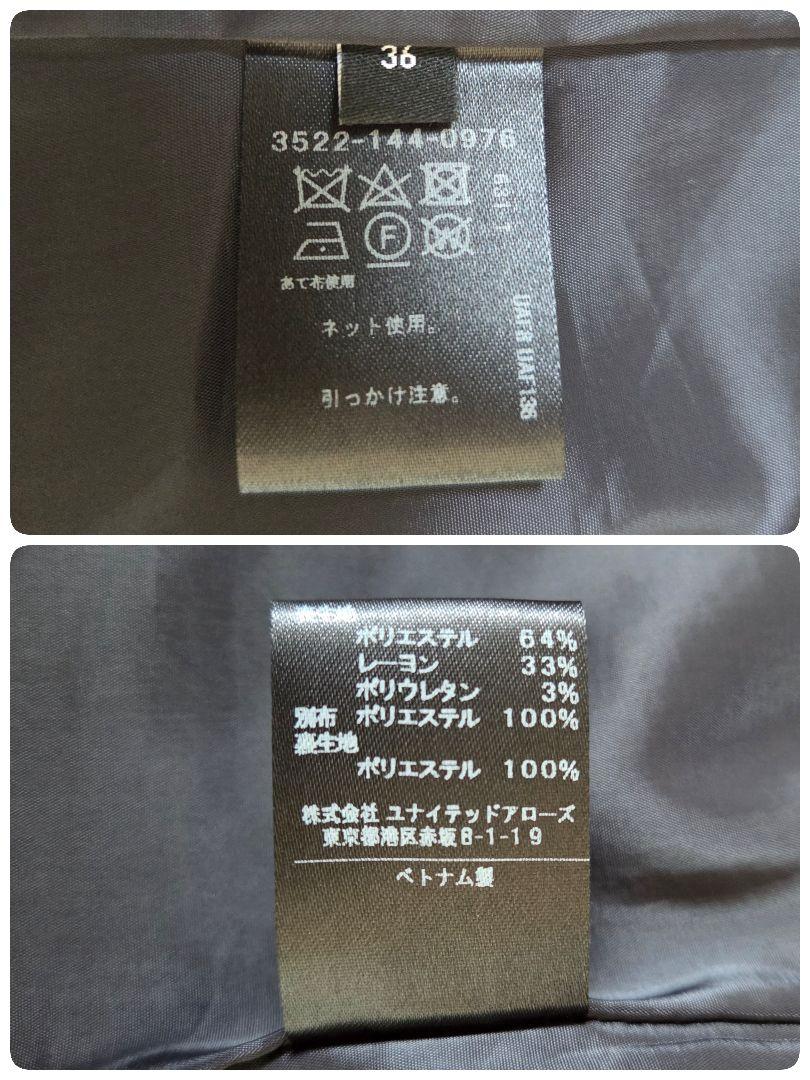 36
3522-144-0976
F
W
あて布使用
ネット使用。
引っかけ注意。
ポリエステル 64%
レーヨン 33%
ポリウレタン 3%
別布 ポリエステル 100%
裏生地
ポリエステル 100%
株式会社 ユナイテッドアローズ
東京都港区赤坂8-1-19
ベトナム製